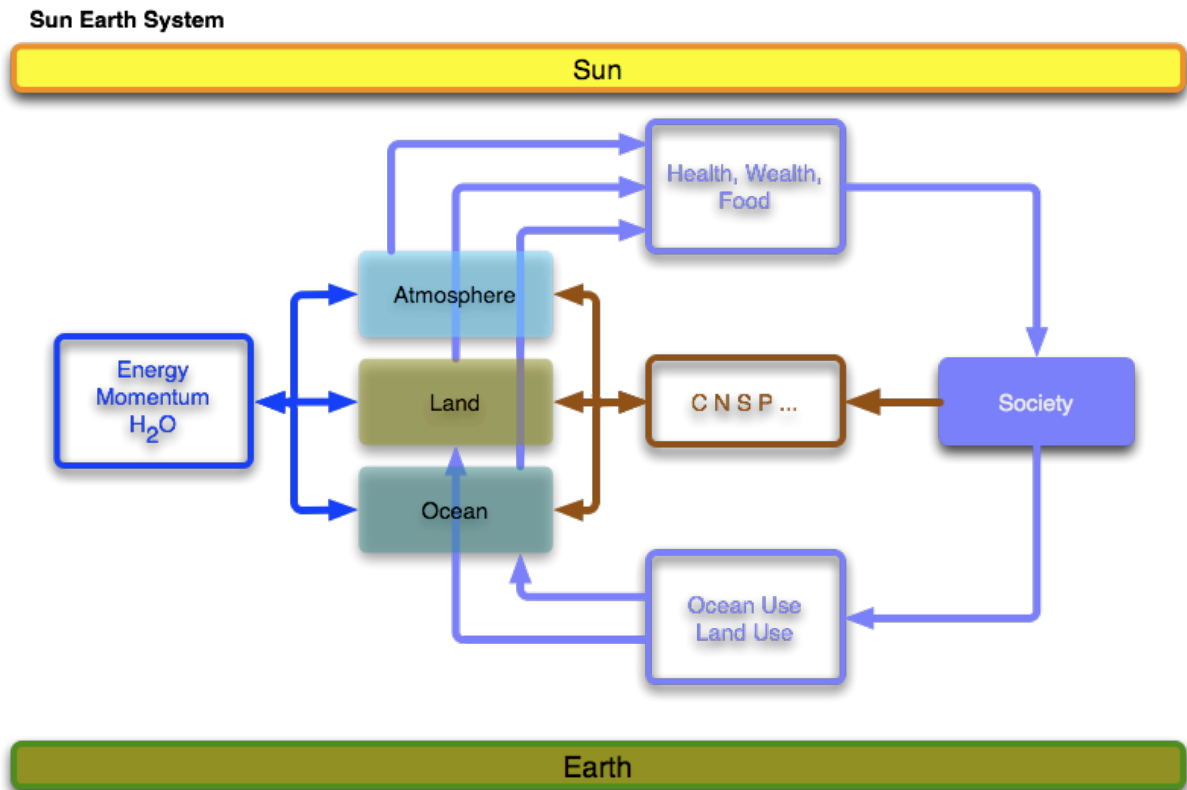 Sun Earth System
Sun
Health, Wealth,
Food
Atmosphere
Energy
Momentum
H₂O
Land
C N S P ...
Society
Ocean
Ocean Use
Land Use
Earth